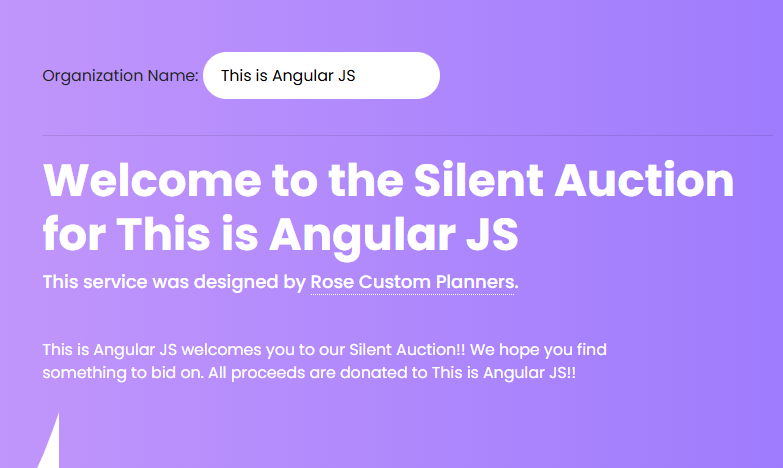 Organization Name: This is Angular JS
Welcome to the Silent Auction
for This is Angular JS
This service was designed by Rose Custom Planners.
This is Angular JS welcomes you to our Silent Auction!! We hope you find
something to bid on. All proceeds are donated to This is Angular JS!!